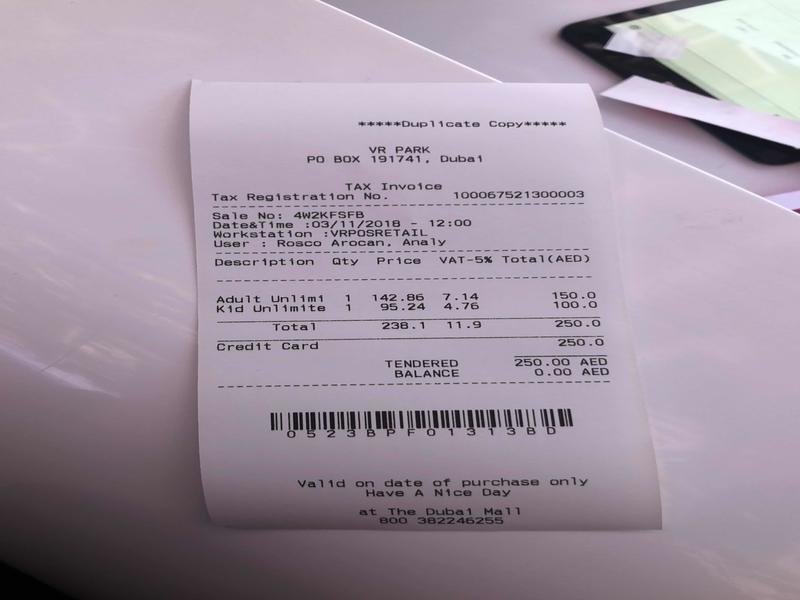 *****Duplicate Copy*****
VR PARK
PO BOX 191741, Dubai
TAX Invoice
Tax Registration No. 100067521300003
Sale No: 4W2KFSFB
Date&Time :03/11/2018 - 12:00
Workstation :VRPOSRETAIL
User : Rosco Arocan, Analy
Description Qty Price VAT-5% Total(AED)
Adult Unlimi 1 142.86 7.14 150.0
Kid Unlimite 1 95.24 4.76 100.0
Total 238.1 11.9 250.0
Credit Card 250.0
TENDERED 250.00 AED
BALANCE 0.00 AED
0523BPF01313BD
Valid on date of purchase only
Have A Nice Day
at The Dubai Mall
800 382246255